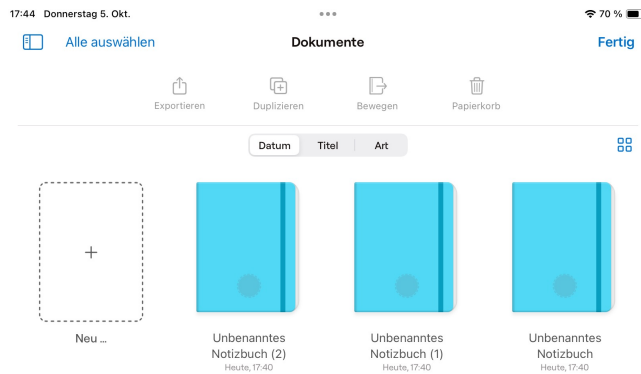 17:44 Donnerstag 5. Okt.
70 %
Alle auswählen
Dokumente
Fertig
Exportieren
Duplizieren
Bewegen
Papierkorb
Datum
Titel
Art
Neu ...
Unbenanntes
Notizbuch (2)
Heute, 17:40
Unbenanntes
Notizbuch (1)
Heute, 17:40
Unbenanntes
Notizbuch
Heute, 17:40